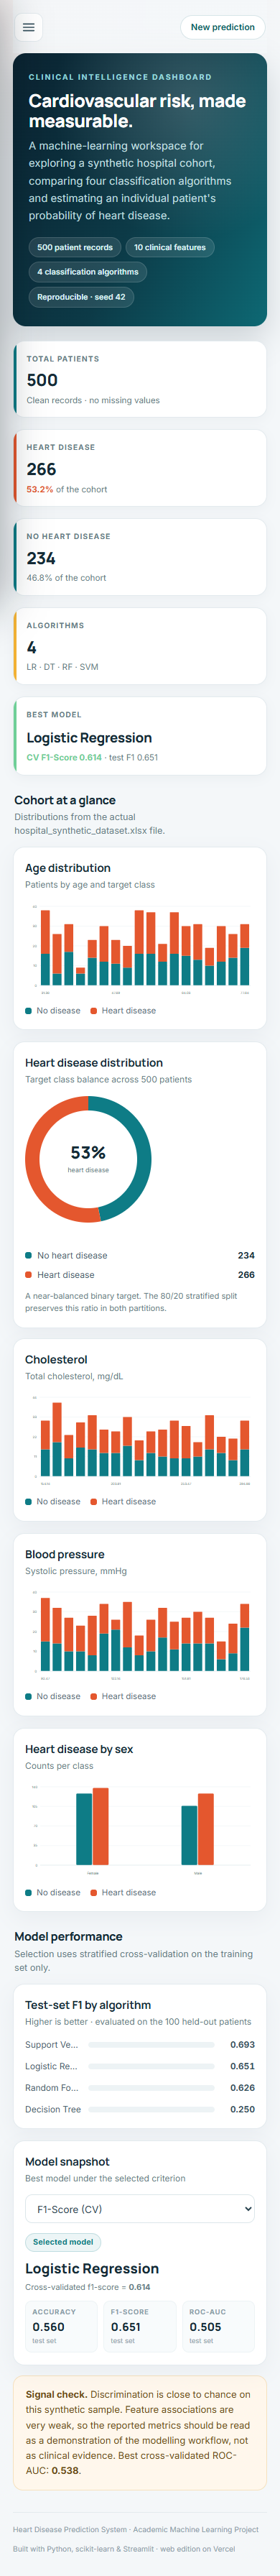 New prediction
CLINICAL INTELLIGENCE DASHBOARD
Cardiovascular risk, made
measurable.
A machine-learning workspace for
exploring a synthetic hospital cohort,
comparing four classification algorithms
and estimating an individual patient's
probability of heart disease.
500 patient records
10 clinical features
4 classification algorithms
Reproducible · seed 42
TOTAL PATIENTS
500
Clean records · no missing values
HEART DISEASE
266
53.2% of the cohort
NO HEART DISEASE
234
46.8% of the cohort
ALGORITHMS
4
LR · DT · RF · SVM
BEST MODEL
Logistic Regression
CV F1-Score 0.614 · test F1 0.651
Cohort at a glance
Distributions from the actual
hospital_synthetic_dataset.xlsx file.
Age distribution
Patients by age and target class
No disease
Heart disease
Heart disease distribution
Target class balance across 500 patients
53%
heart disease
No heart disease 234
Heart disease 266
A near-balanced binary target. The 80/20 stratified split
preserves this ratio in both partitions.
Cholesterol
Total cholesterol, mg/dL
No disease
Heart disease
Blood pressure
Systolic pressure, mmHg
No disease
Heart disease
Heart disease by sex
Counts per class
No disease
Heart disease
Model performance
Selection uses stratified cross-validation on the training
set only.
Test-set F1 by algorithm
Higher is better · evaluated on the 100 held-out patients
Support Ve... 0.693
Logistic Re... 0.651
Random Fo... 0.626
Decision Tree 0.250
Model snapshot
Best model under the selected criterion
F1-Score (CV)
Selected model
Logistic Regression
Cross-validated f1-score = 0.614
ACCURACY
0.560
test set
F1-SCORE
0.651
test set
ROC-AUC
0.505
test set
Signal check. Discrimination is close to chance on
this synthetic sample. Feature associations are
very weak, so the reported metrics should be read
as a demonstration of the modelling workflow, not
as clinical evidence. Best cross-validated ROC-
AUC: 0.538.
Heart Disease Prediction System · Academic Machine Learning Project
Built with Python, scikit-learn & Streamlit · web edition on Vercel